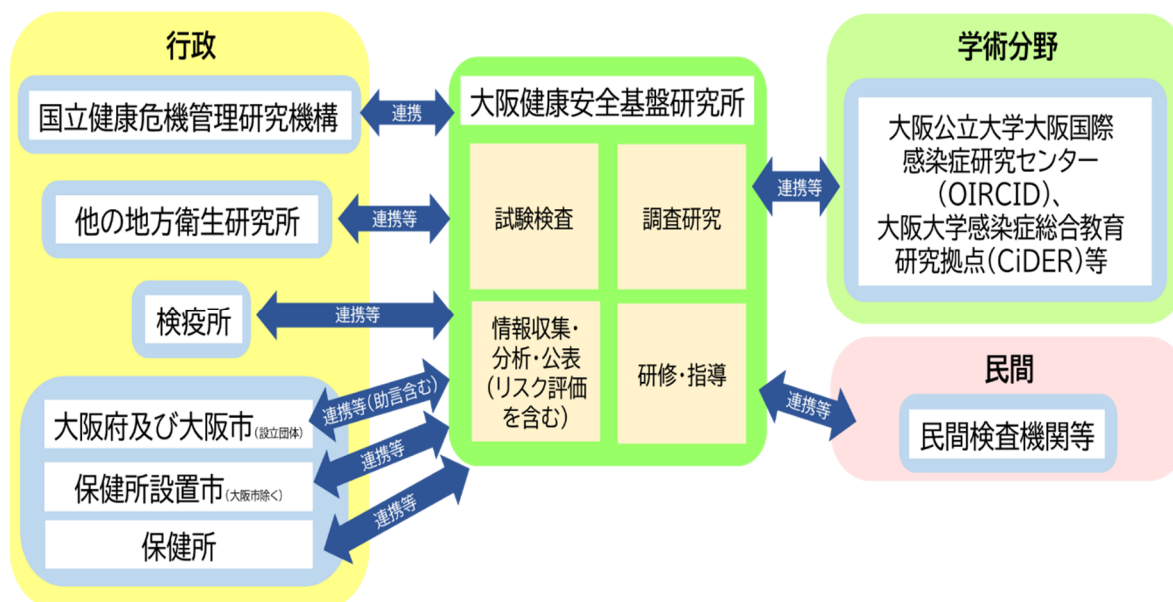 行政
国立健康危機管理研究機構
連携
他の地方衛生研究所
連携等
検疫所
連携等
大阪府及び大阪市(設立団体)
連携等(助言含む)
保健所設置市(大阪市除く)
連携等
保健所
連携等
大阪健康安全基盤研究所
試験検査
調査研究
情報収集・
分析・公表
(リスク評価
を含む)
研修・指導
学術分野
連携等
大阪公立大学大阪国際
感染症研究センター
(OIRCID)、
大阪大学感染症総合教育
研究拠点(CiDER)等
民間
連携等
民間検査機関等